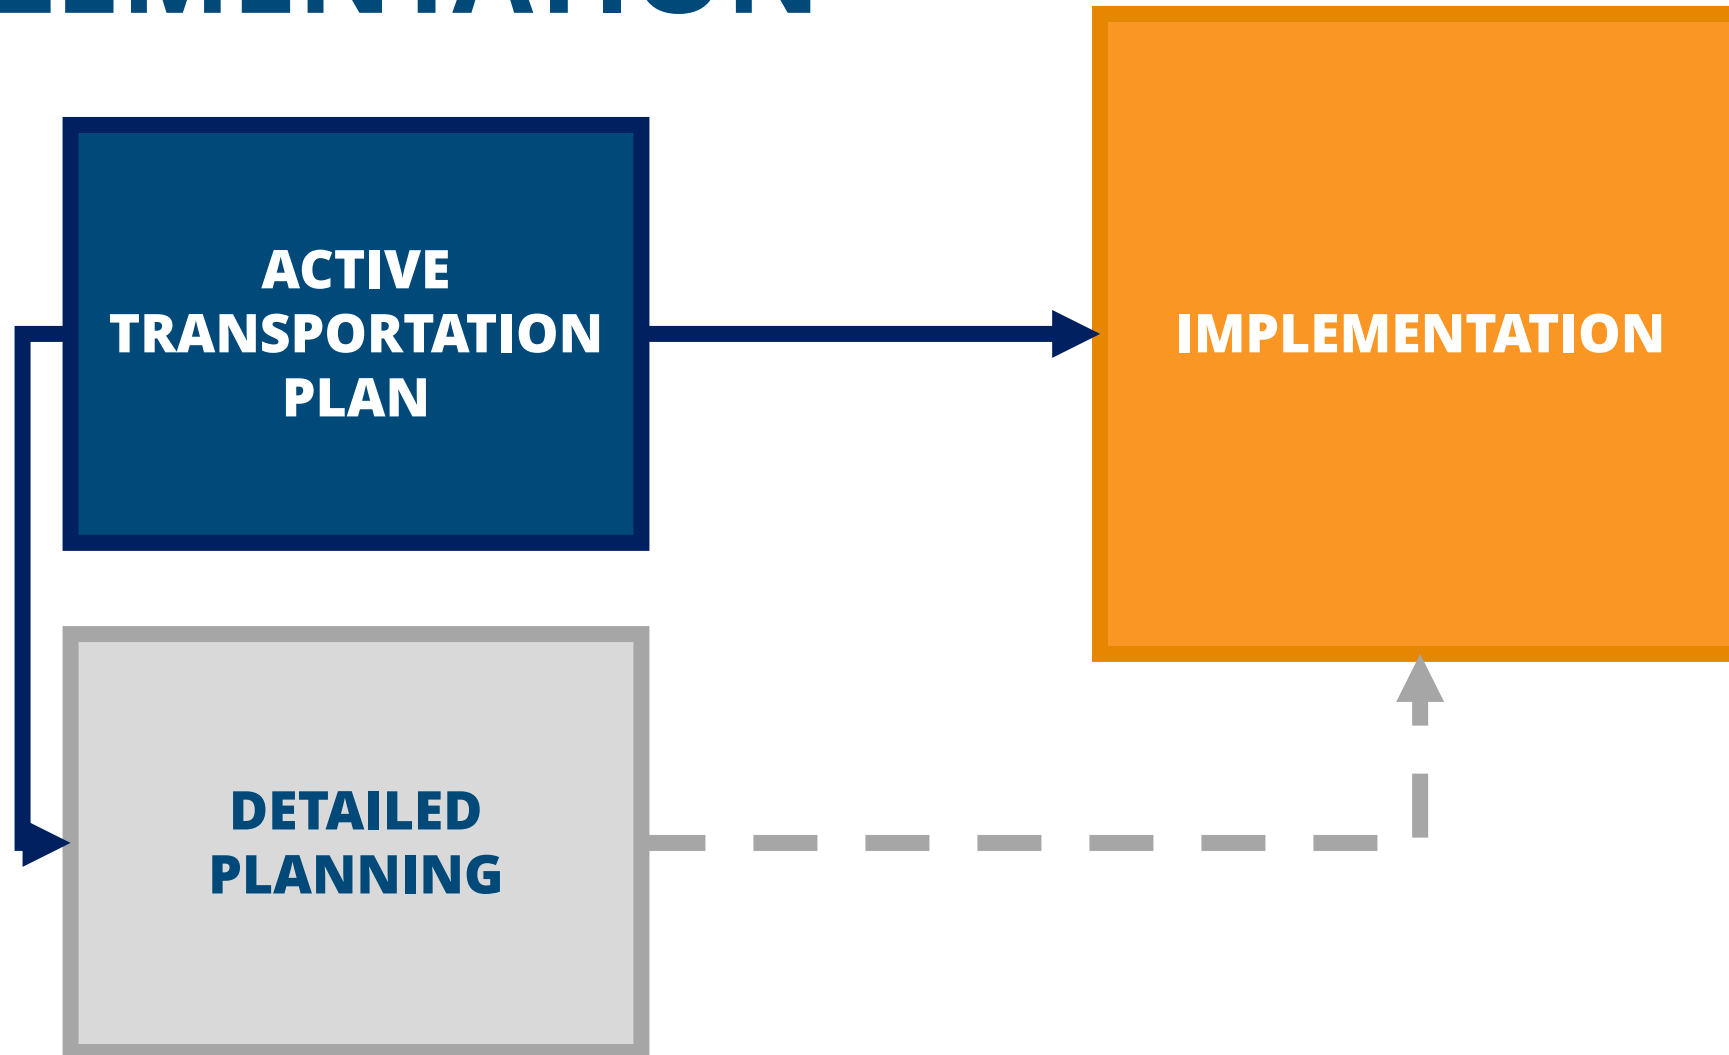 ACTIVE
TRANSPORTATION
PLAN
IMPLEMENTATION
DETAILED
PLANNING